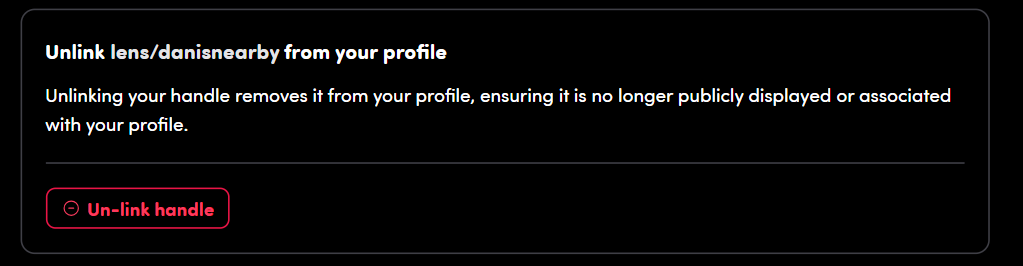 Unlink lens/danisnearby from your profile
Unlinking your handle removes it from your profile, ensuring it is no longer publicly displayed or associated
with your profile.
Un-link handle